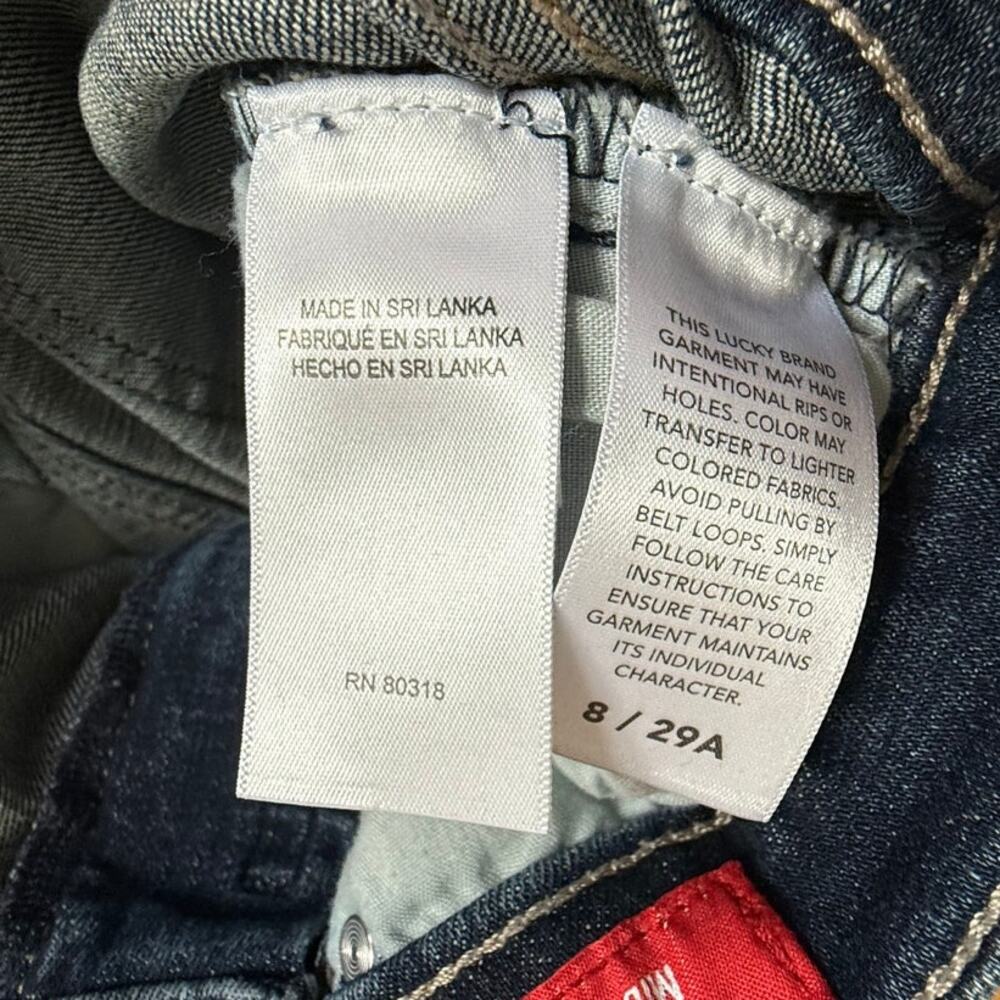 MADE IN SRI LANKA
FABRIQUÉ EN SRI LANKA
HECHO EN SRI LANKA
RN 80318
THIS LUCKY BRAND
GARMENT MAY HAVE
INTENTIONAL RIPS OR
HOLES. COLOR MAY
TRANSFER TO LIGHTER
COLORED FABRICS.
AVOID PULLING BY
BELT LOOPS. SIMPLY
FOLLOW THE CARE
INSTRUCTIONS TO
ENSURE THAT YOUR
GARMENT MAINTAINS
ITS INDIVIDUAL
CHARACTER.
8 / 29A